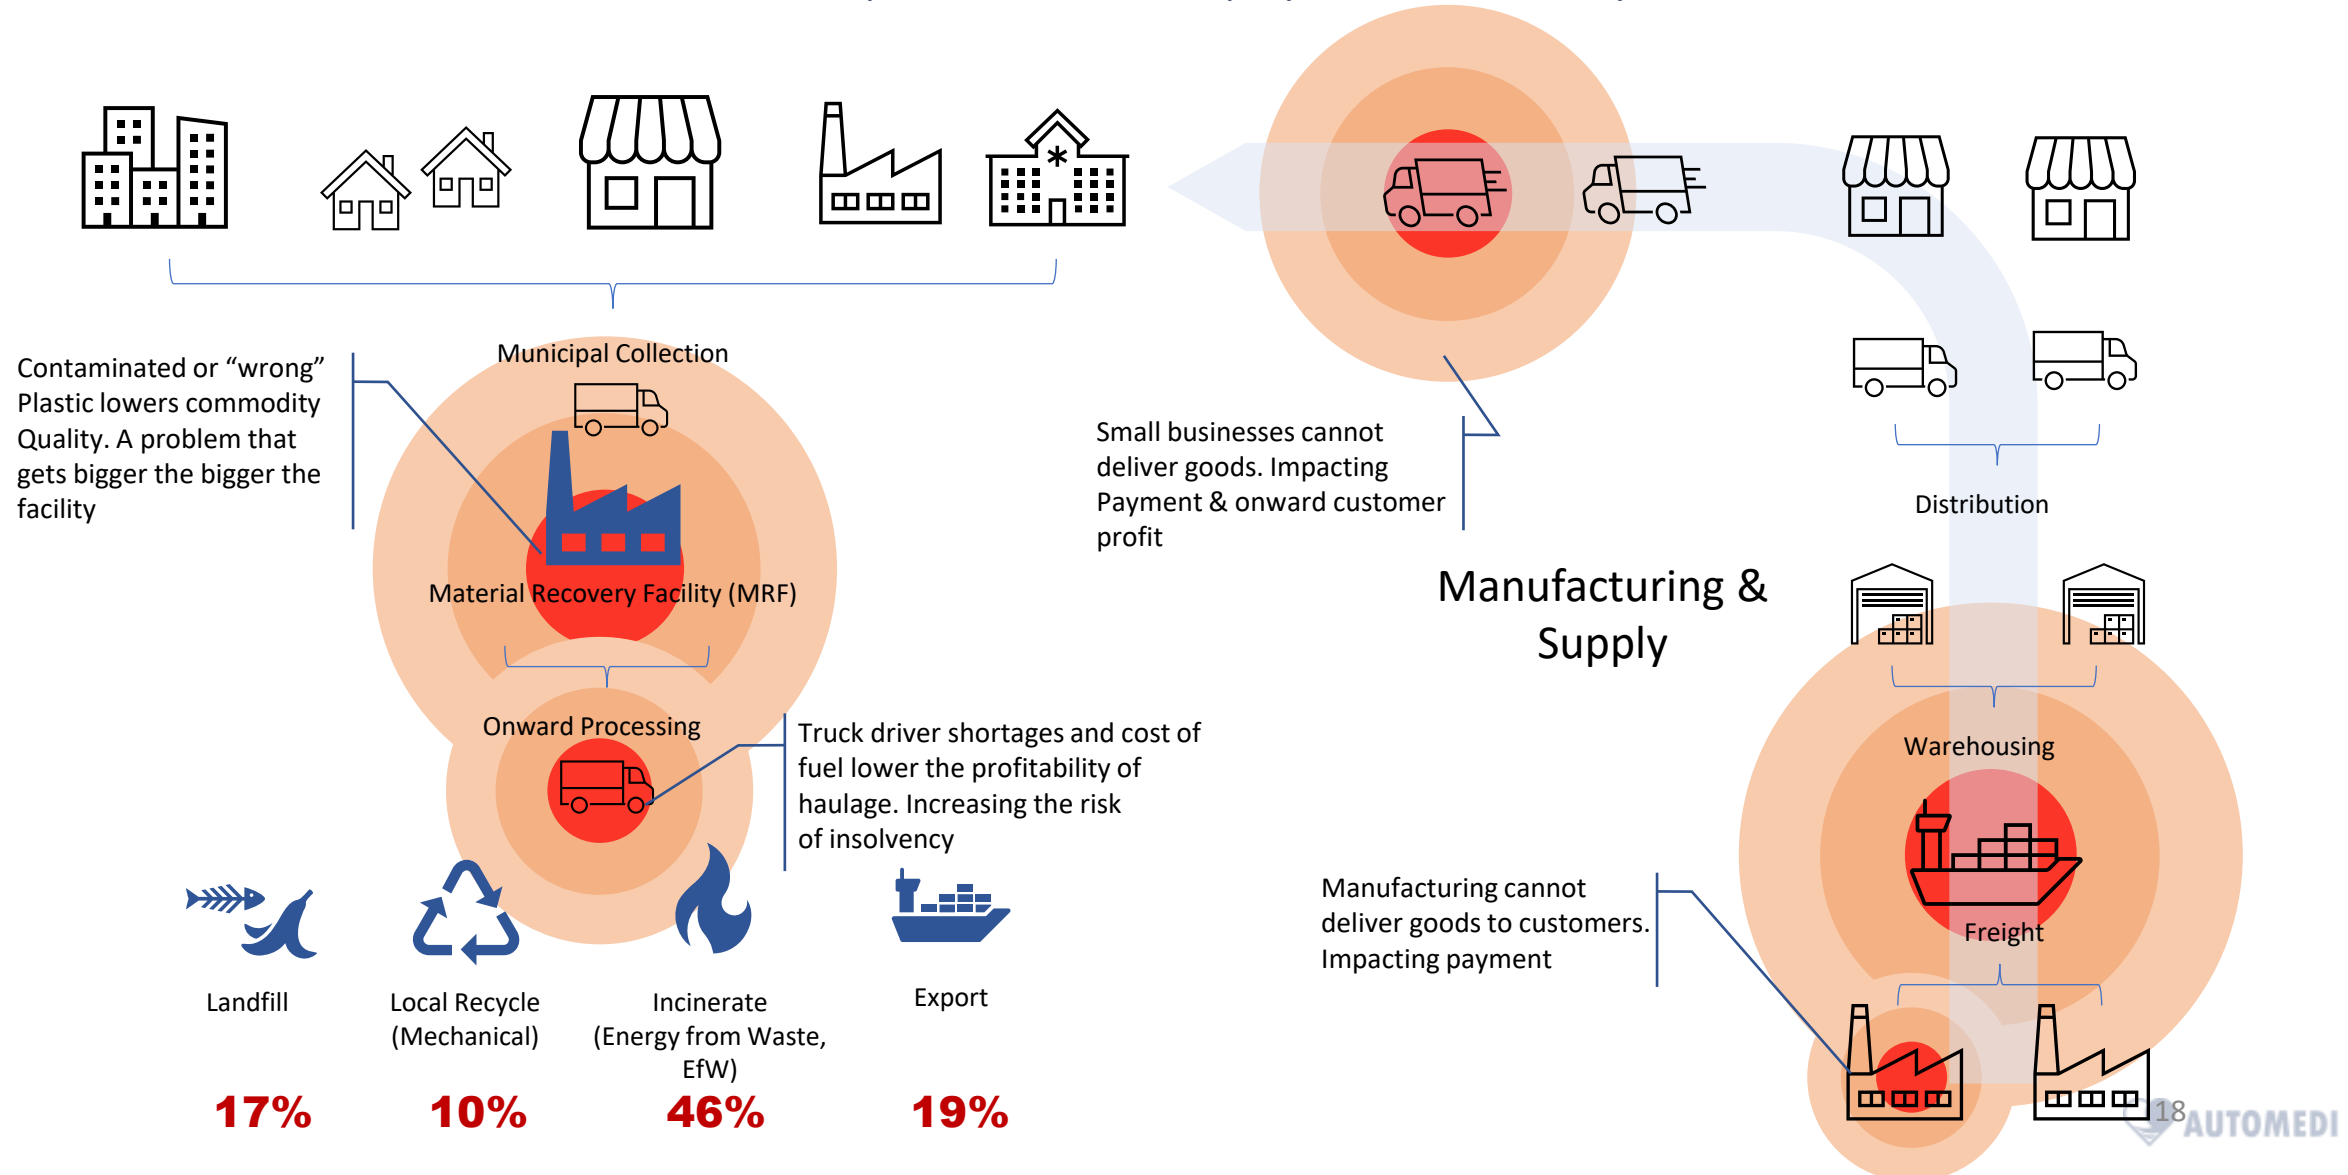 Municipal Collection
Contaminated or “wrong”
Plastic lowers commodity
Quality. A problem that
gets bigger the bigger the
facility
Material Recovery Facility (MRF)
Onward Processing
Truck driver shortages and cost of
fuel lower the profitability of
haulage. Increasing the risk
of insolvency
Landfill
17%
Local Recycle
(Mechanical)
10%
Incinerate
(Energy from Waste,
EfW)
46%
Export
19%
Small businesses cannot
deliver goods. Impacting
Payment & onward customer
profit
Manufacturing &
Supply
Distribution
Warehousing
Freight
Manufacturing cannot
deliver goods to customers.
Impacting payment
18
AUTOMEDI